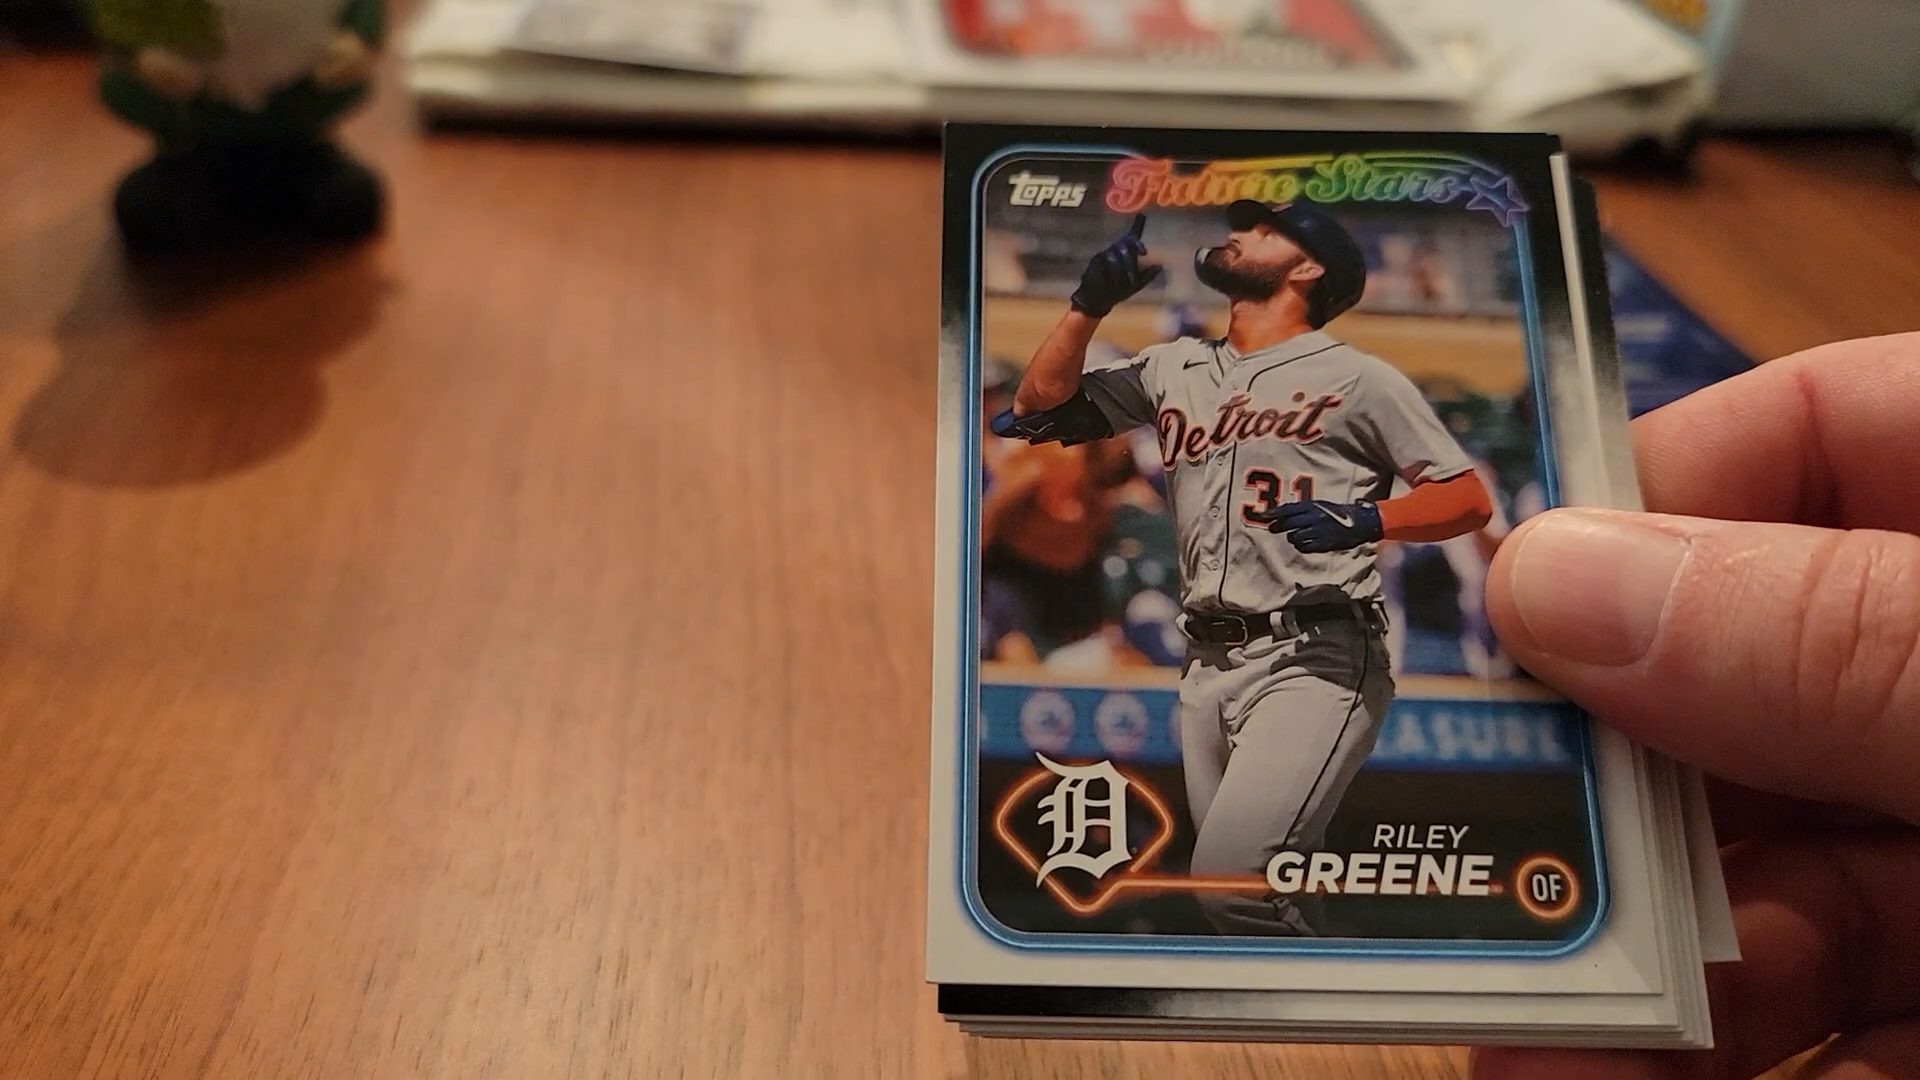 Topps Future Stars
Detroit
31
D
RILEY
GREENE
OF